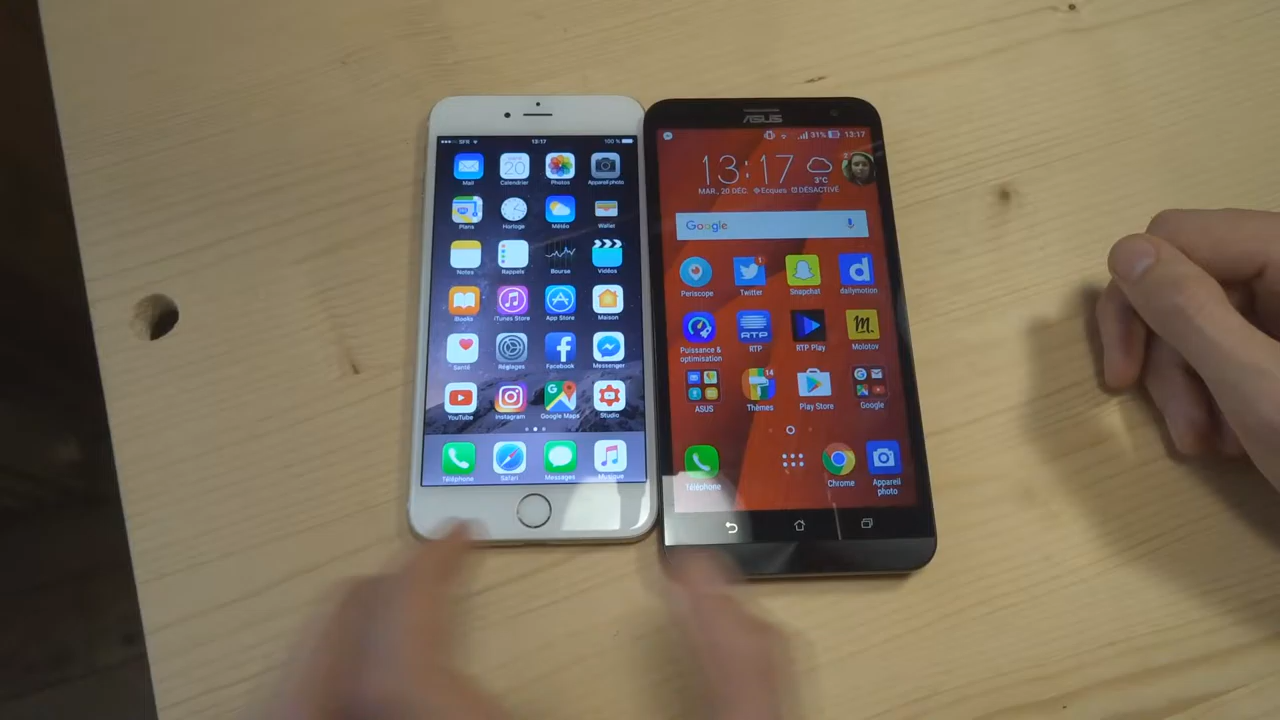 SFR
13:17
100 %
20
Mail
Calendrier
Photos
Appareil photo
Plans
Horloge
Météo
Wallet
Notes
Rappels
Bourse
Vidéos
iBooks
iTunes Store
App Store
Maison
Santé
Réglages
Facebook
Messenger
YouTube
Instagram
Google Maps
Studio
Téléphone
Safari
Messages
Musique
ASUS
31%
13:17
13:17
3°C
MAR., 20 DÉC.
Ecques
DÉSACTIVÉ
Google
1
Periscope
Twitter
Snapchat
dailymotion
RTP
Puissance &
optimisation
RTP
RTP Play
Molotov
14
ASUS
Thèmes
Play Store
Google
Téléphone
Chrome
Appareil
photo